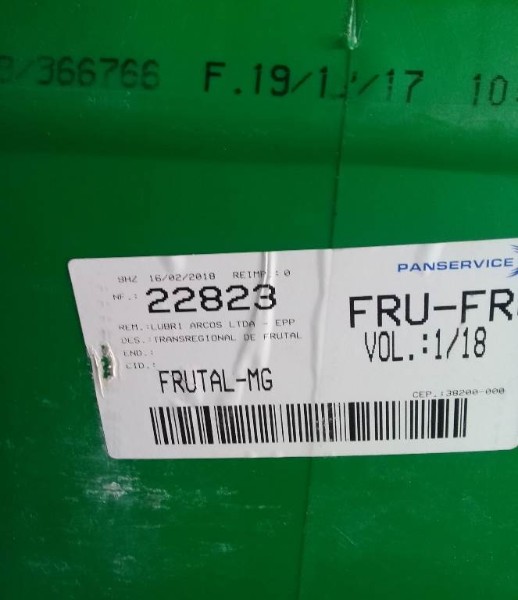 /366766 F.19/1 /17 10
PANSERVICE
9HZ 16/02/2018 REIMP.:0
NF.: 22823
FRU-FR
REM.:LUBRI ARCOS LTDA - EPP
DES.:TRANSREGIONAL DE FRUTAL
VOL.:1/18
END.:
CID.:
FRUTAL-MG
CEP.:38200-000